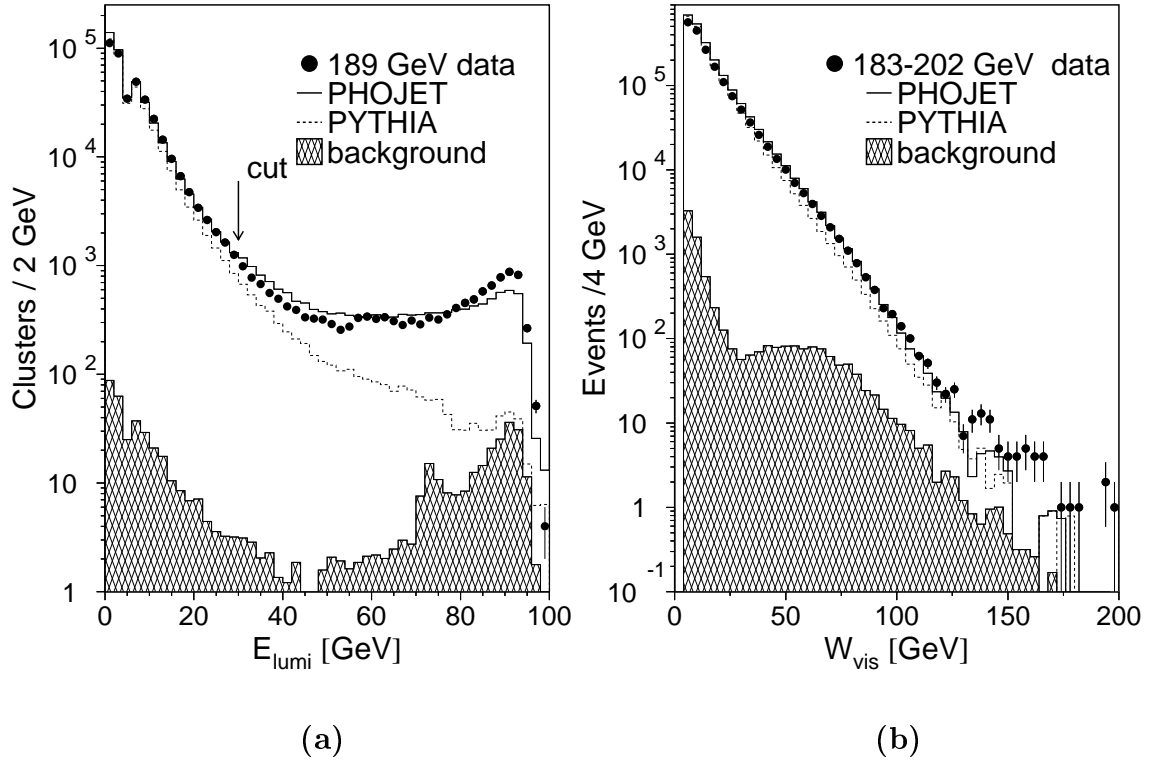 Clusters / 2 GeV
10 5
10 4
10 3
10 2
10
1
189 GeV data
PHOJET
PYTHIA
background
cut
0 20 40 60 80 100
E_lumi [GeV]
(a)
Events /4 GeV
10 5
10 4
10 3
10 2
10
1
10 -1
183-202 GeV data
PHOJET
PYTHIA
background
0 50 100 150 200
W_vis [GeV]
(b)